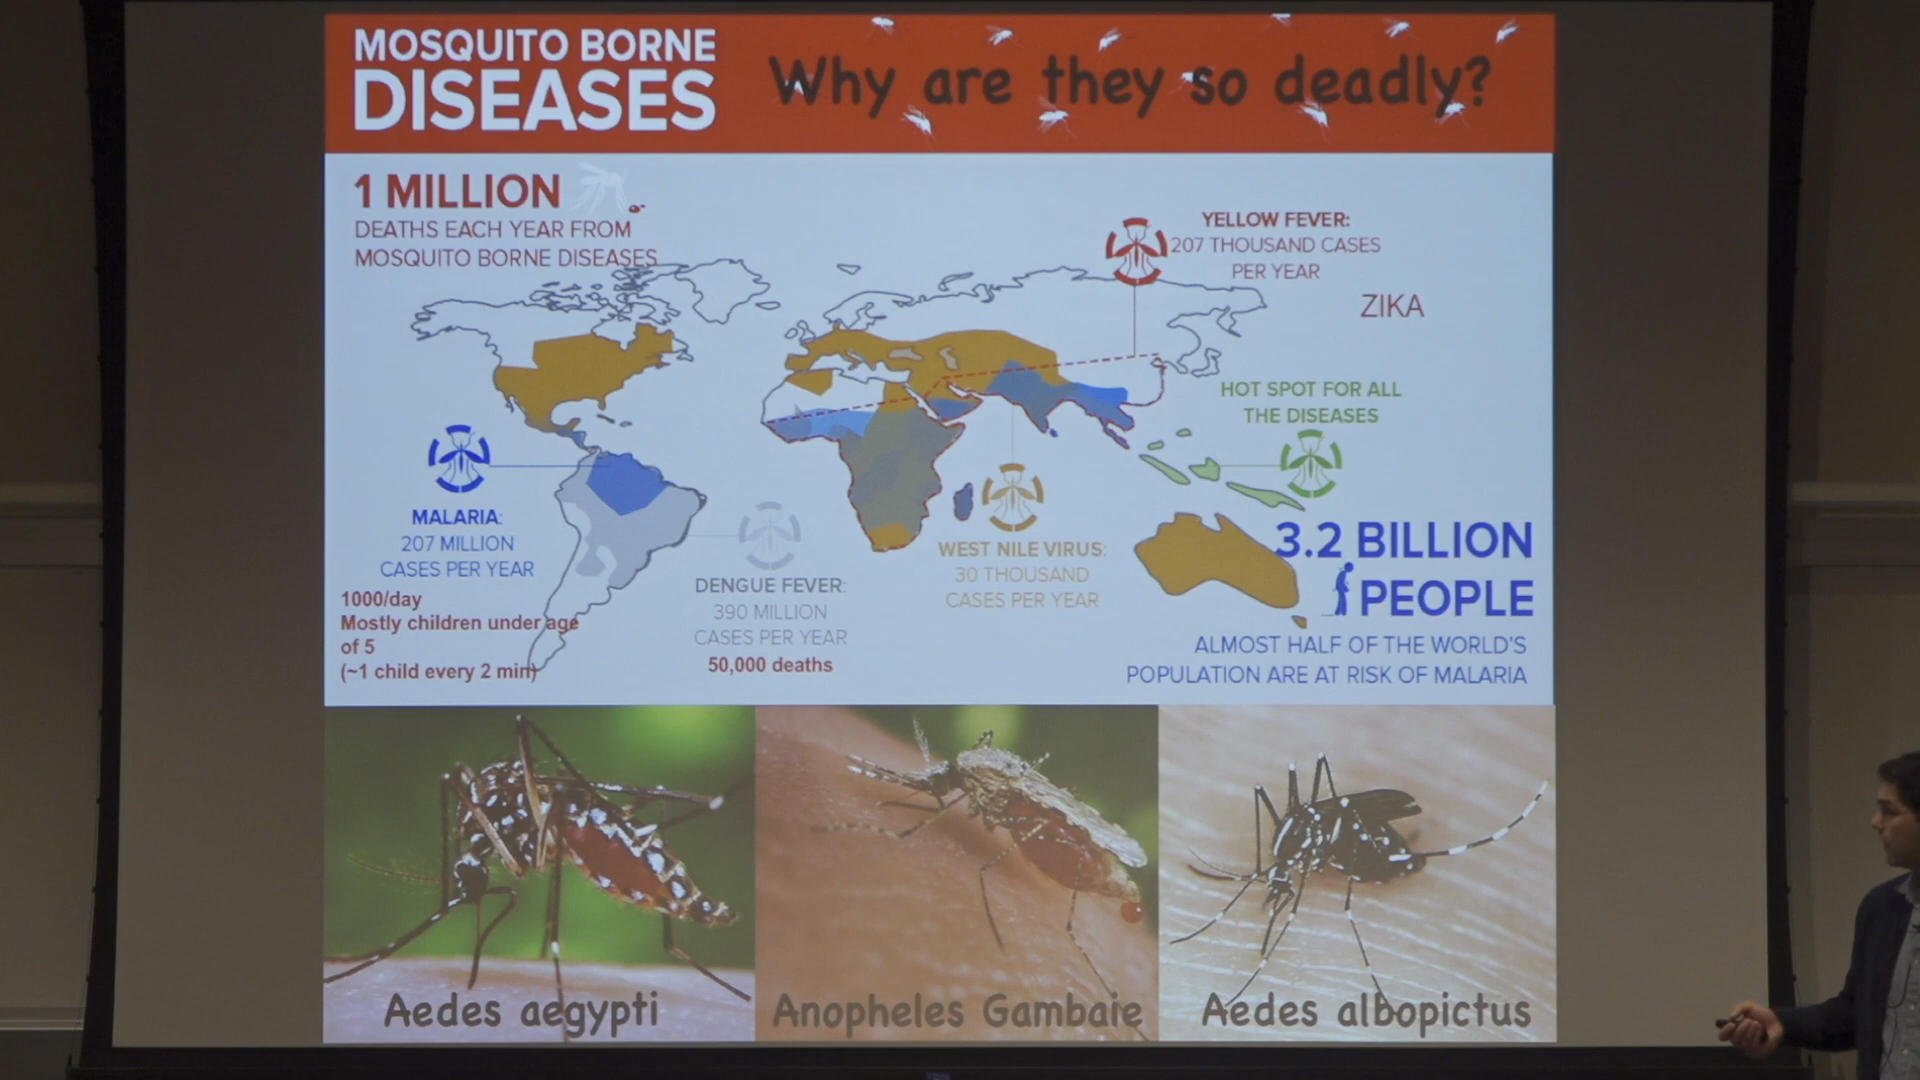 MOSQUITO BORNE
DISEASES
Why are they so deadly?
1 MILLION
DEATHS EACH YEAR FROM
MOSQUITO BORNE DISEASES
YELLOW FEVER:
207 THOUSAND CASES
PER YEAR
ZIKA
HOT SPOT FOR ALL
THE DISEASES
MALARIA:
207 MILLION
CASES PER YEAR
1000/day
Mostly children under age
of 5
(~1 child every 2 min)
DENGUE FEVER:
390 MILLION
CASES PER YEAR
50,000 deaths
WEST NILE VIRUS:
30 THOUSAND
CASES PER YEAR
3.2 BILLION
PEOPLE
ALMOST HALF OF THE WORLD'S
POPULATION ARE AT RISK OF MALARIA
Aedes aegypti
Anopheles Gambaie
Aedes albopictus